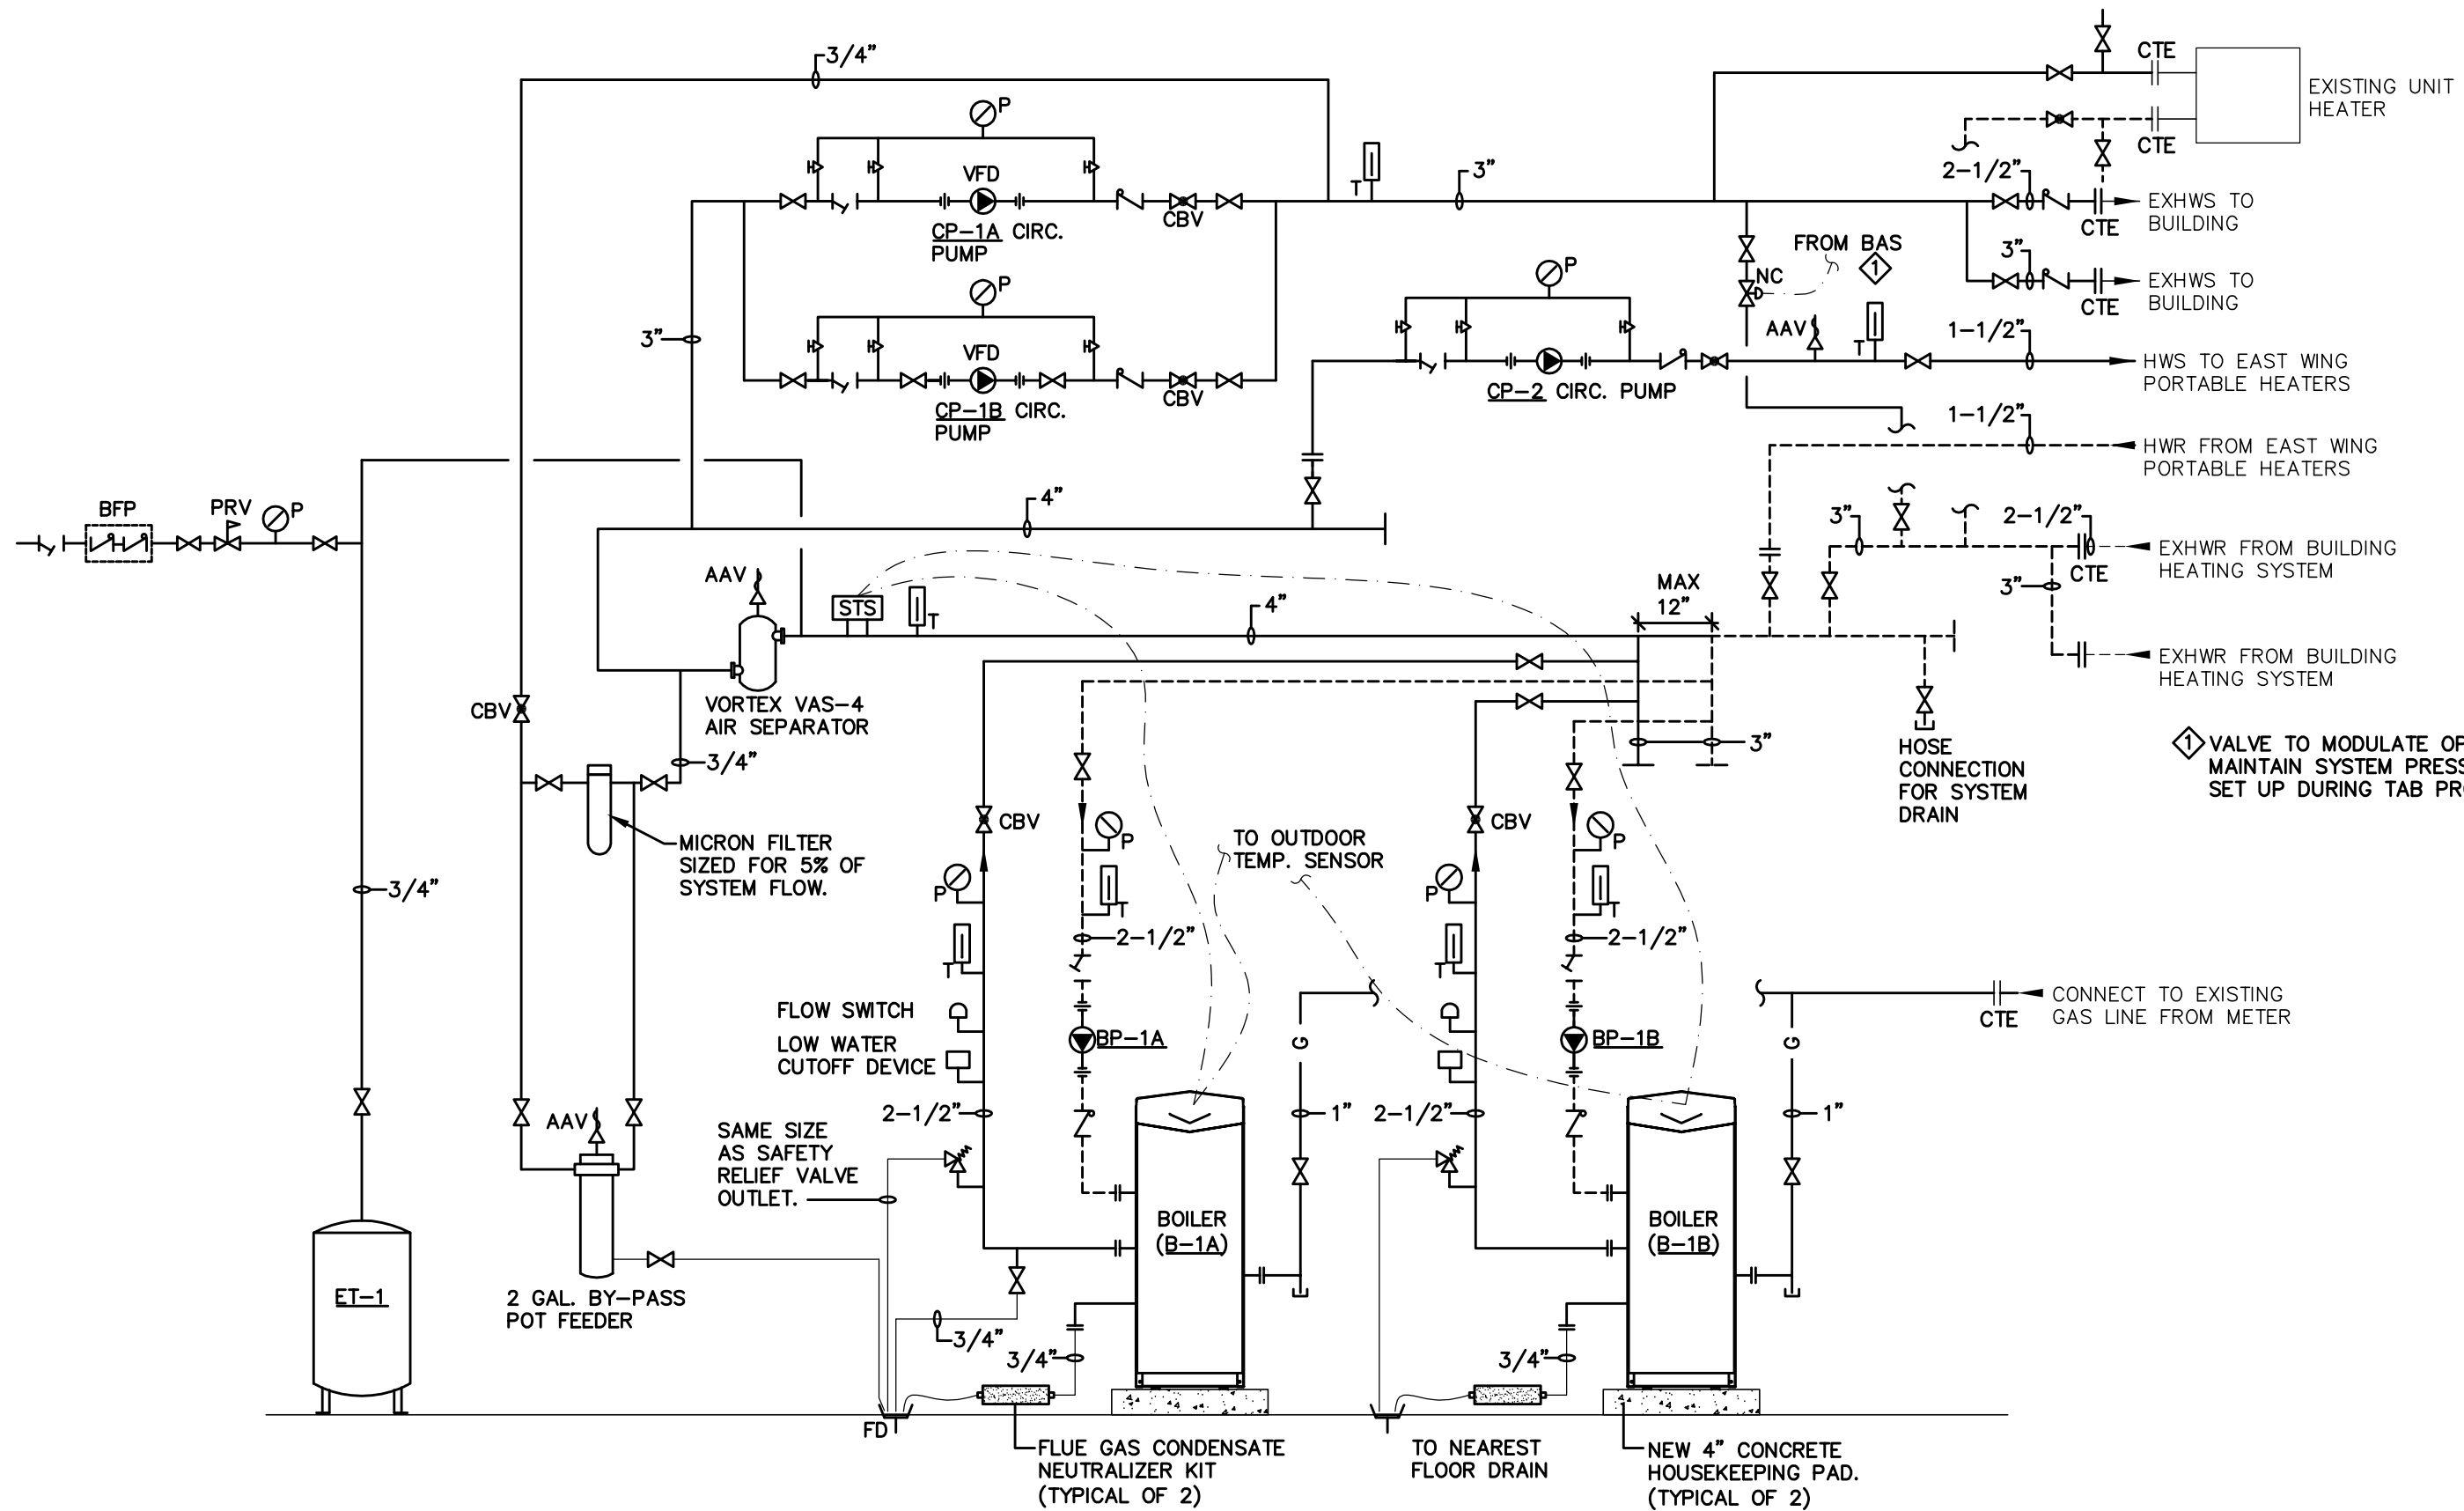 3/4"
CTE
EXISTING UNIT
HEATER
P
CTE
VFD
T
3"
2-1/2"
EXHWS TO
BUILDING
CTE
CBV
CP-1A CIRC.
PUMP
FROM BAS
1
3"
NC
EXHWS TO
BUILDING
CTE
P
P
3"
VFD
AAV
T
1-1/2"
HWS TO EAST WING
PORTABLE HEATERS
CBV
CP-1B CIRC.
PUMP
CP-2 CIRC. PUMP
1-1/2"
HWR FROM EAST WING
PORTABLE HEATERS
BFP
PRV
P
4"
3"
2-1/2"
EXHWR FROM BUILDING
HEATING SYSTEM
CTE
3"
AAV
STS
T
4"
MAX
12"
EXHWR FROM BUILDING
HEATING SYSTEM
CBV
VORTEX VAS-4
AIR SEPARATOR
3/4"
3"
HOSE
CONNECTION
FOR SYSTEM
DRAIN
1
VALVE TO MODULATE OP
MAINTAIN SYSTEM PRESS
SET UP DURING TAB PR
CBV
P
TO OUTDOOR
TEMP. SENSOR
CBV
P
MICRON FILTER
SIZED FOR 5% OF
SYSTEM FLOW.
3/4"
P
T
P
T
2-1/2"
2-1/2"
T
T
FLOW SWITCH
LOW WATER
CUTOFF DEVICE
BP-1A
G
BP-1B
G
CTE
CONNECT TO EXISTING
GAS LINE FROM METER
2-1/2"
1"
2-1/2"
1"
AAV
SAME SIZE
AS SAFETY
RELIEF VALVE
OUTLET.
BOILER
(B-1A)
BOILER
(B-1B)
ET-1
2 GAL. BY-PASS
POT FEEDER
3/4"
3/4"
3/4"
FD
FLUE GAS CONDENSATE
NEUTRALIZER KIT
(TYPICAL OF 2)
TO NEAREST
FLOOR DRAIN
NEW 4" CONCRETE
HOUSEKEEPING PAD.
(TYPICAL OF 2)